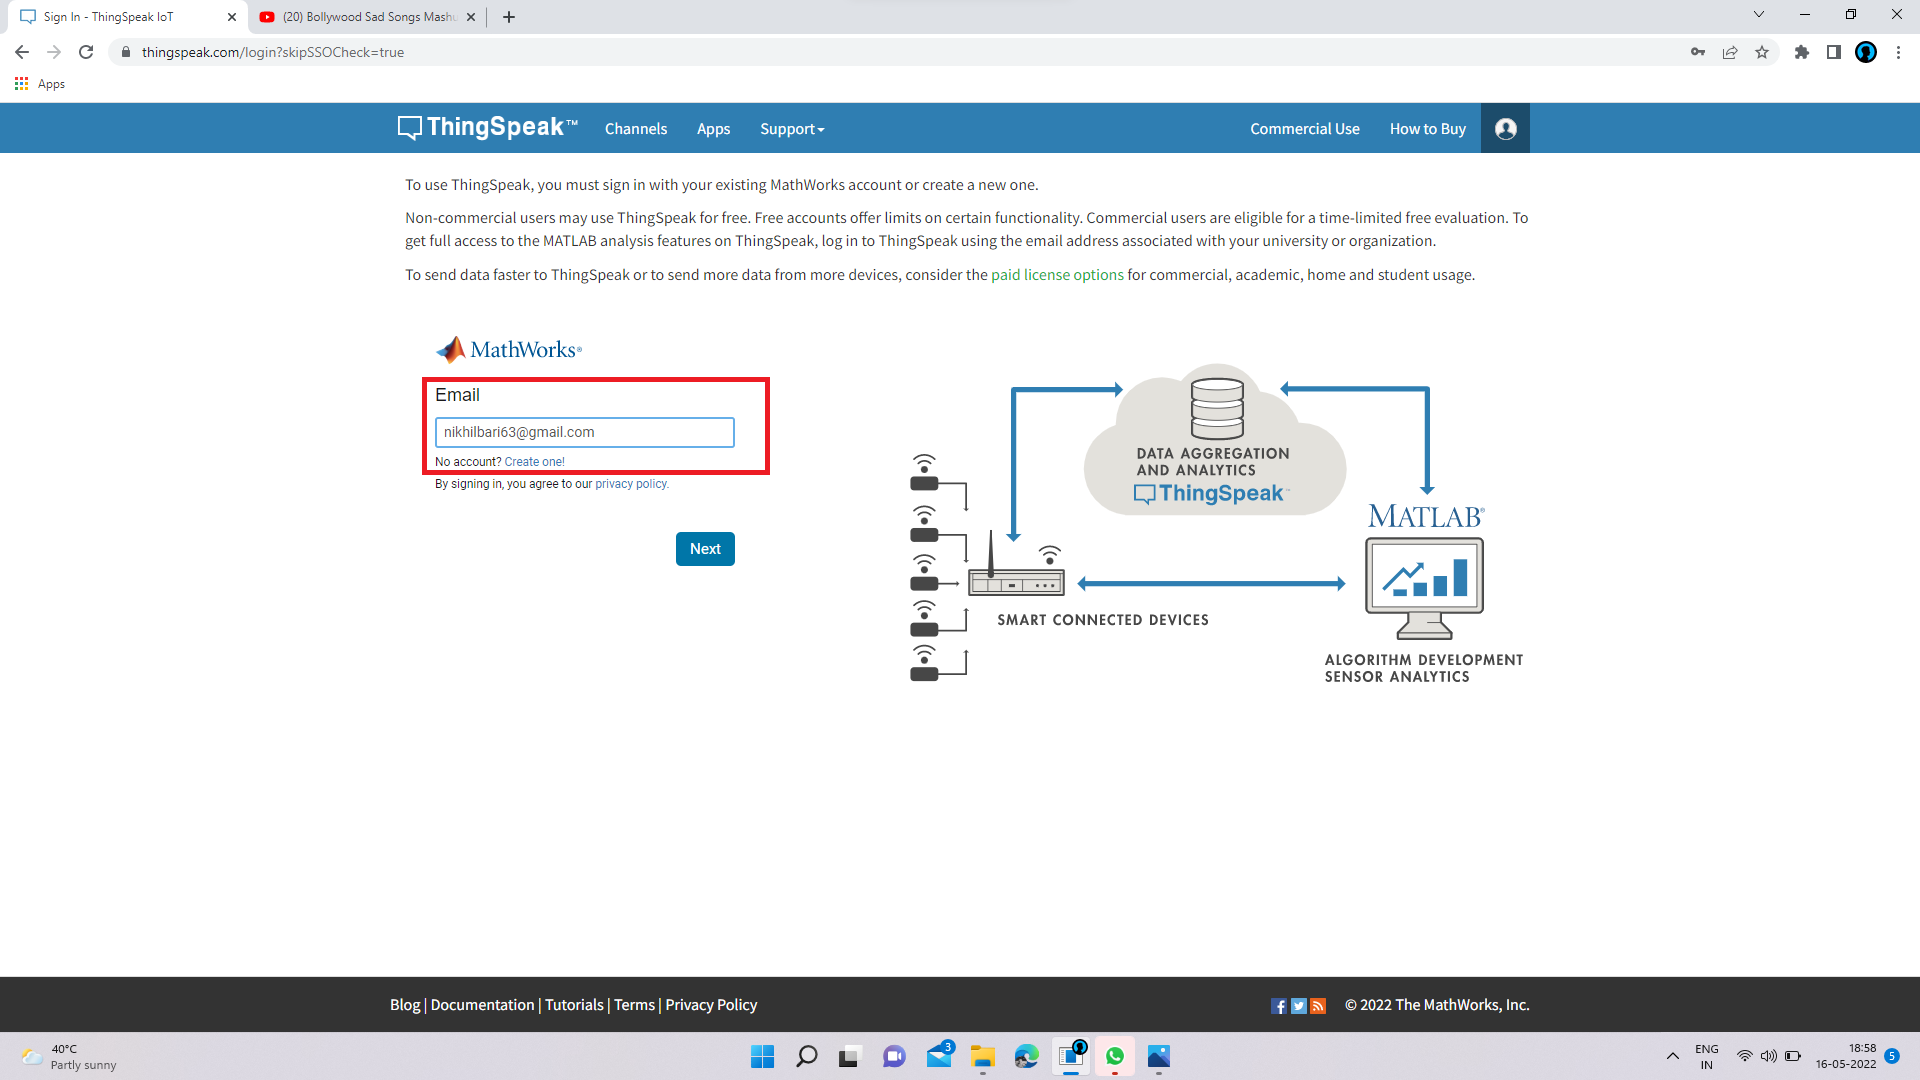 Sign In - ThingSpeak IoT
(20) Bollywood Sad Songs Mash
thingspeak.com/login?skipSSOCheck=true
Apps
ThingSpeak™ Channels Apps Support Commercial Use How to Buy
To use ThingSpeak, you must sign in with your existing MathWorks account or create a new one.
Non-commercial users may use ThingSpeak for free. Free accounts offer limits on certain functionality. Commercial users are eligible for a time-limited free evaluation. To
get full access to the MATLAB analysis features on ThingSpeak, log in to ThingSpeak using the email address associated with your university or organization.
To send data faster to ThingSpeak or to send more data from more devices, consider the paid license options for commercial, academic, home and student usage.
MathWorks®
Email
nikhilbari63@gmail.com
No account? Create one!
By signing in, you agree to our privacy policy.
Next
DATA AGGREGATION
AND ANALYTICS
ThingSpeak™
MATLAB®
SMART CONNECTED DEVICES
ALGORITHM DEVELOPMENT
SENSOR ANALYTICS
Blog | Documentation | Tutorials | Terms | Privacy Policy
© 2022 The MathWorks, Inc.
40°C
Partly sunny
3
ENG
IN
18:58
16-05-2022
5